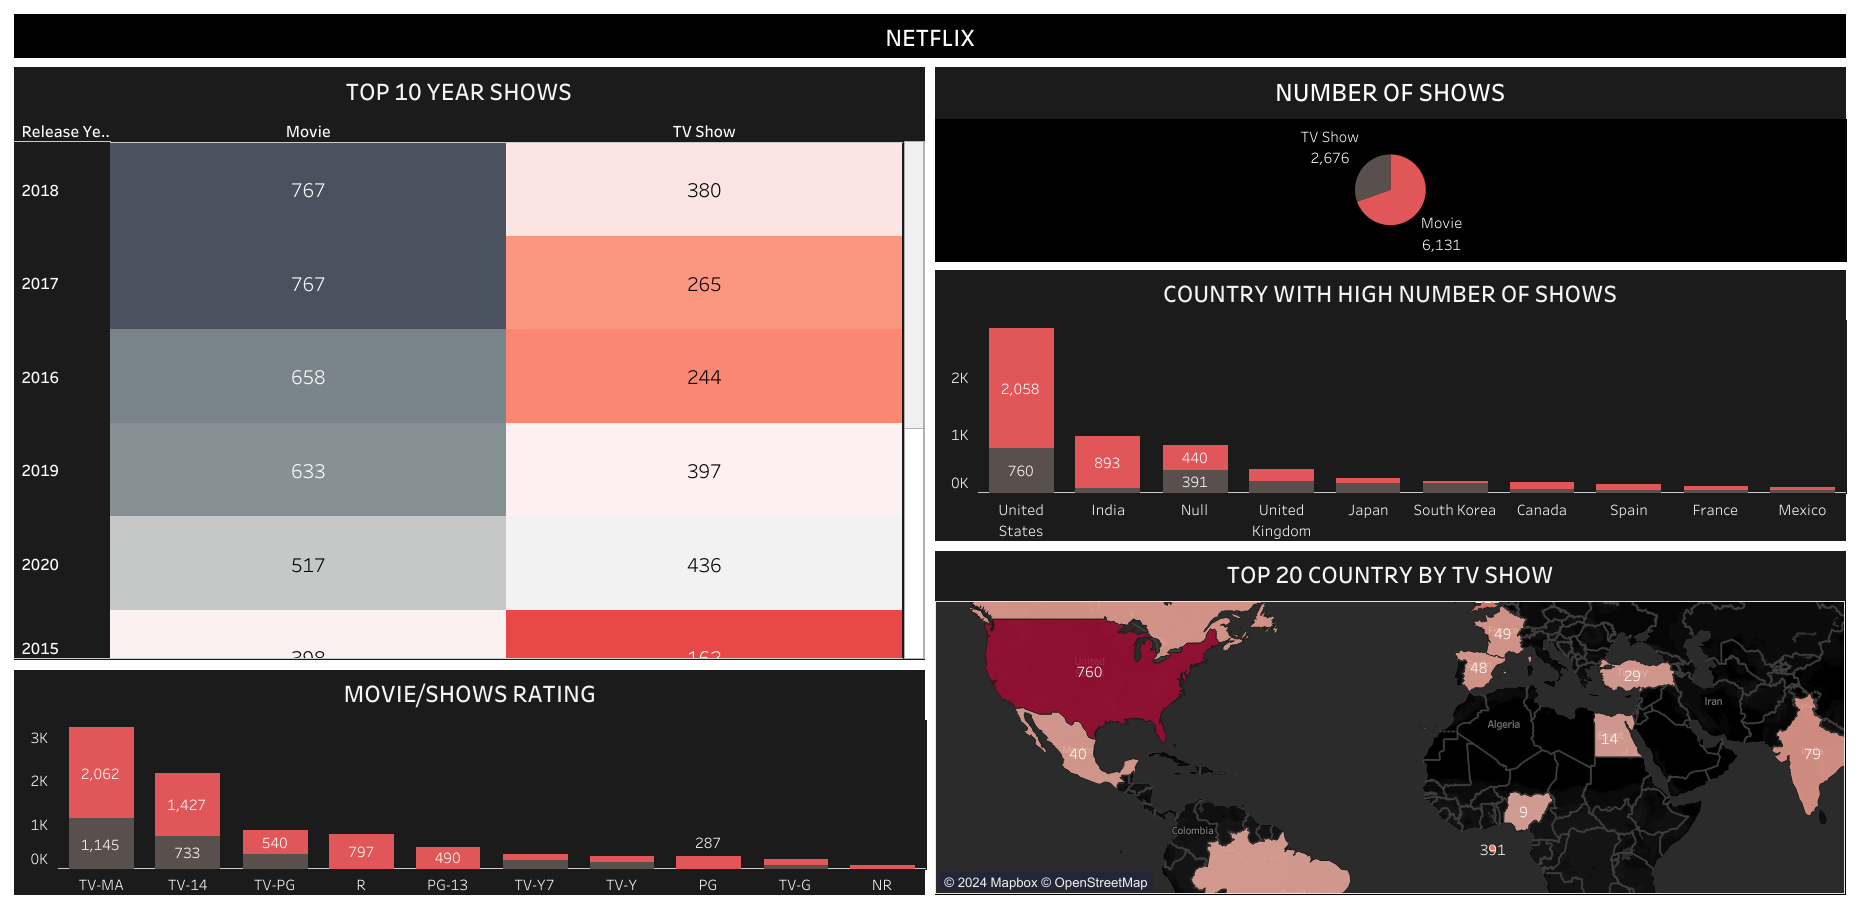 NETFLIX
TOP 10 YEAR SHOWS
Release Ye.. Movie TV Show
2018 767 380
2017 767 265
2016 658 244
2019 633 397
2020 517 436
2015 398 162
MOVIE/SHOWS RATING
3K
2K
1K
0K
2,062
1,145
1,427
733
540
797
490
287
TV-MA TV-14 TV-PG R PG-13 TV-Y7 TV-Y PG TV-G NR
NUMBER OF SHOWS
TV Show
2,676
Movie
6,131
COUNTRY WITH HIGH NUMBER OF SHOWS
2K
1K
0K
2,058
760
893
440
391
United States India Null United Kingdom Japan South Korea Canada Spain France Mexico
TOP 20 COUNTRY BY TV SHOW
760
40
49
48
29
14
79
9
391
United
Algeria
Iran
Colombia
© 2024 Mapbox © OpenStreetMap